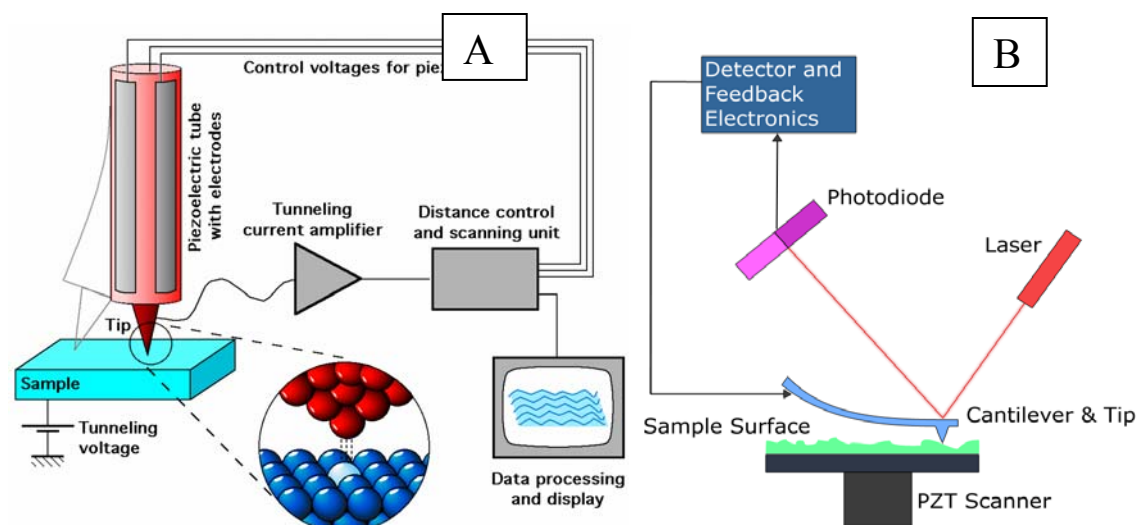 A
Control voltages for piez
Piezoelectric tube
with electrodes
Tunneling
current amplifier
Distance control
and scanning unit
Tip
Sample
Tunneling
voltage
Data processing
and display
B
Detector and
Feedback
Electronics
Photodiode
Laser
Cantilever & Tip
Sample Surface
PZT Scanner